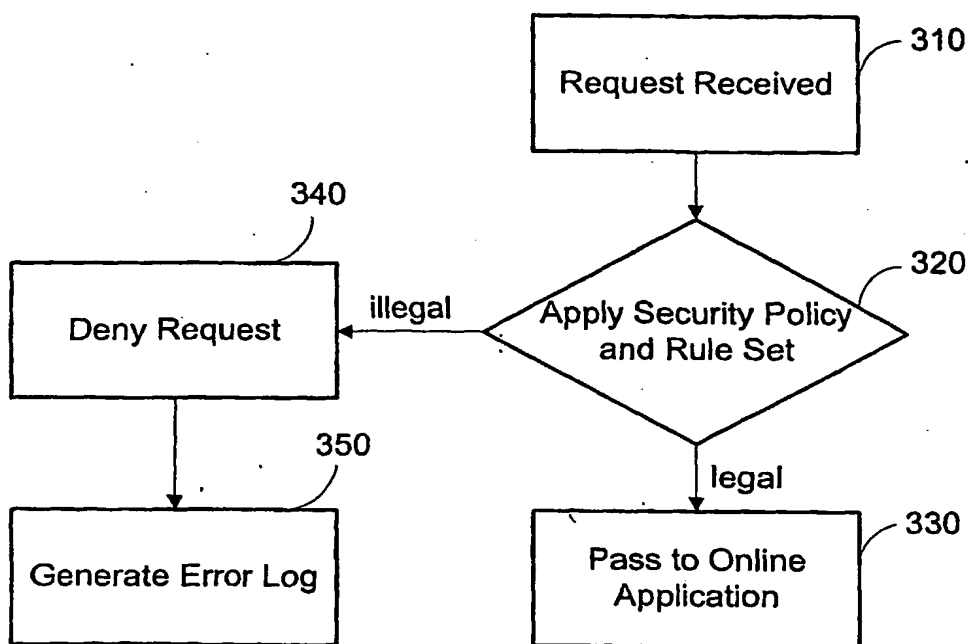 310
Request Received
340
320
illegal
Apply Security Policy
and Rule Set
Deny Request
350
legal
330
Generate Error Log
Pass to Online
Application